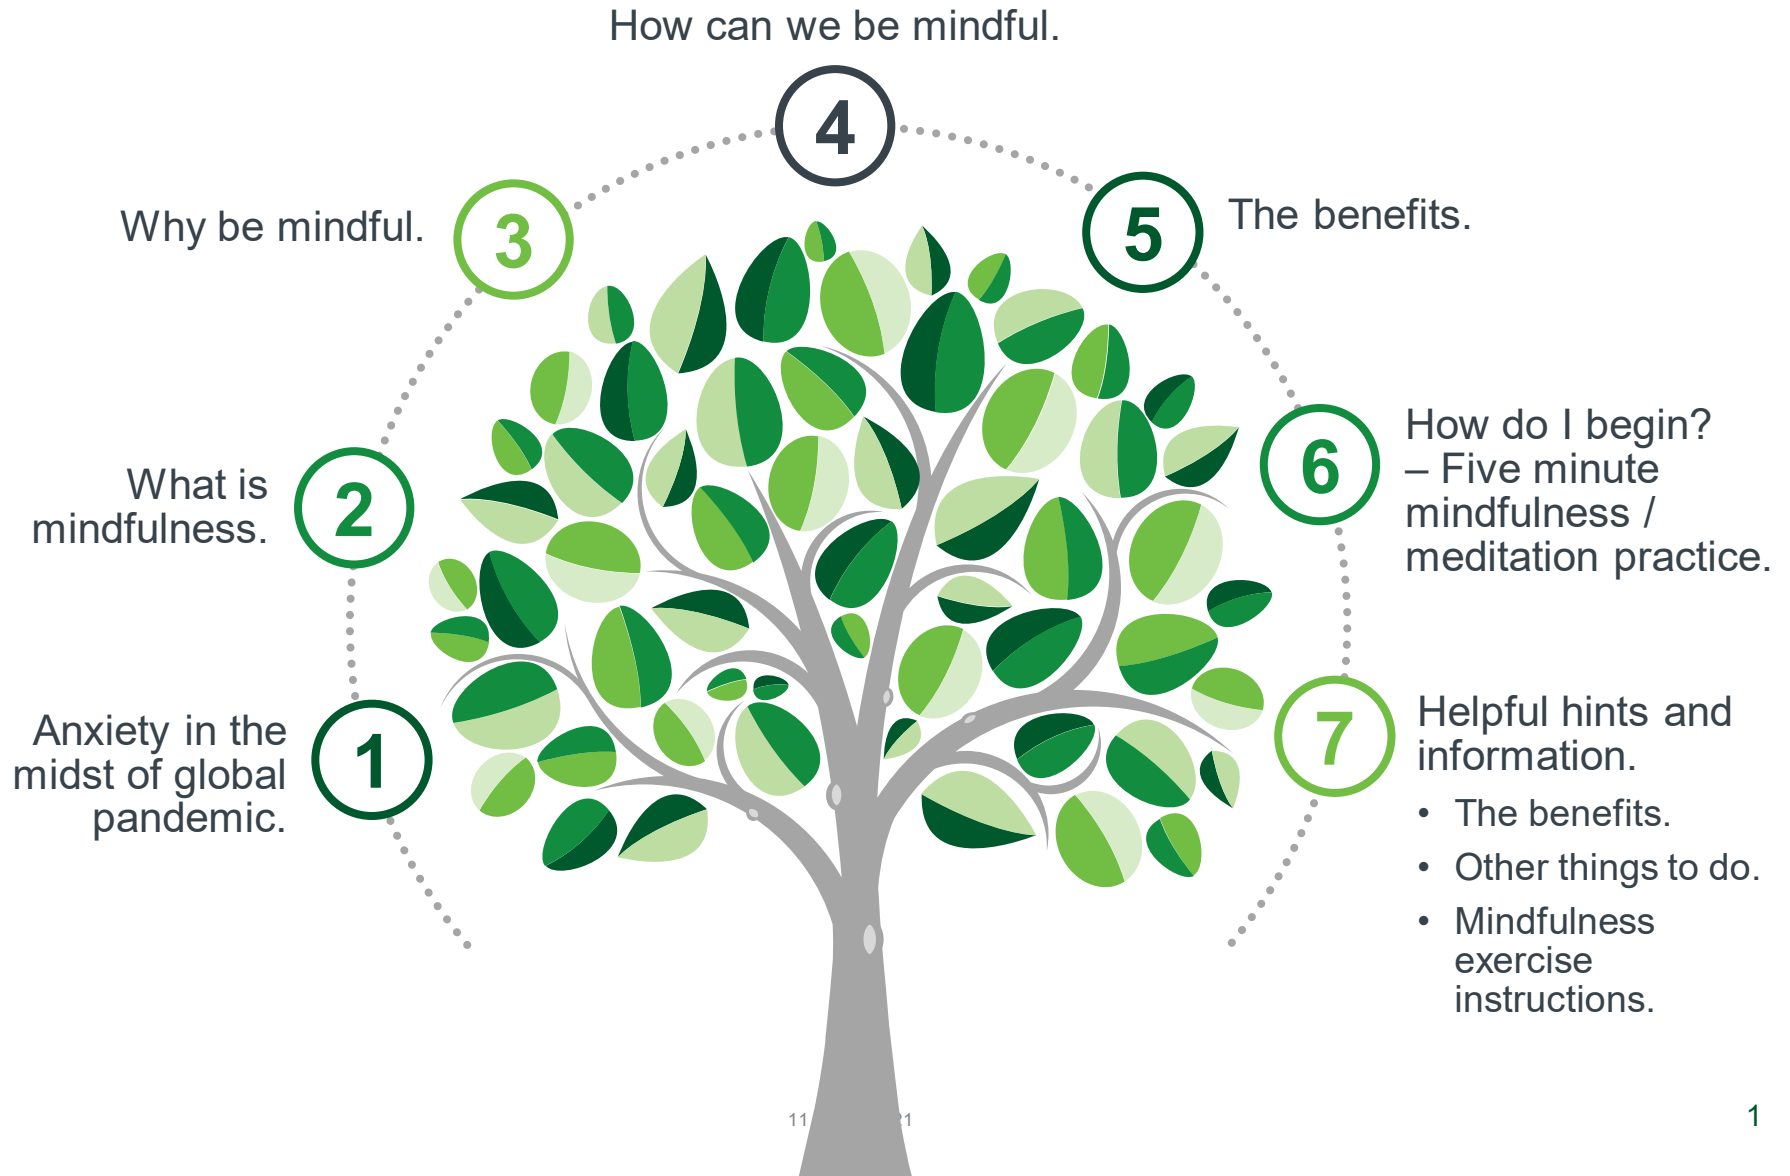 How can we be mindful.
4
Why be mindful.
3
5
The benefits.
What is
mindfulness.
2
6
How do I begin?
– Five minute
mindfulness /
meditation practice.
Anxiety in the
midst of global
pandemic.
1
7
Helpful hints and
information.
• The benefits.
• Other things to do.
• Mindfulness
exercise
instructions.
11
1